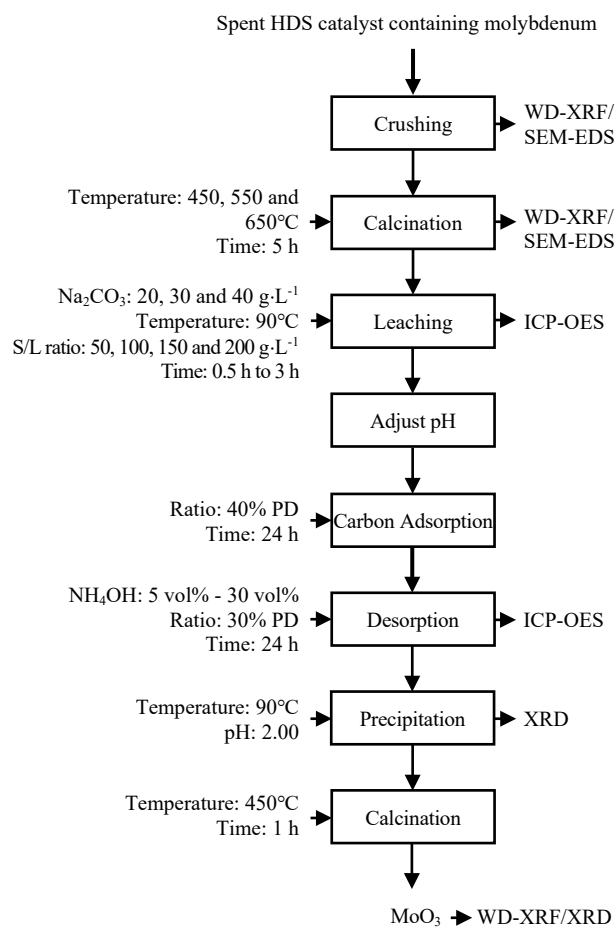 Spent HDS catalyst containing molybdenum
Crushing
WD-XRF/
SEM-EDS
Temperature: 450, 550 and
650°C
Time: 5 h
Calcination
WD-XRF/
SEM-EDS
Na₂CO₃: 20, 30 and 40 g·L⁻¹
Temperature: 90°C
S/L ratio: 50, 100, 150 and 200 g·L⁻¹
Time: 0.5 h to 3 h
Leaching
ICP-OES
Adjust pH
Ratio: 40% PD
Time: 24 h
Carbon Adsorption
NH₄OH: 5 vol% - 30 vol%
Ratio: 30% PD
Time: 24 h
Desorption
ICP-OES
Temperature: 90°C
pH: 2.00
Precipitation
XRD
Temperature: 450°C
Time: 1 h
Calcination
MoO₃
WD-XRF/XRD